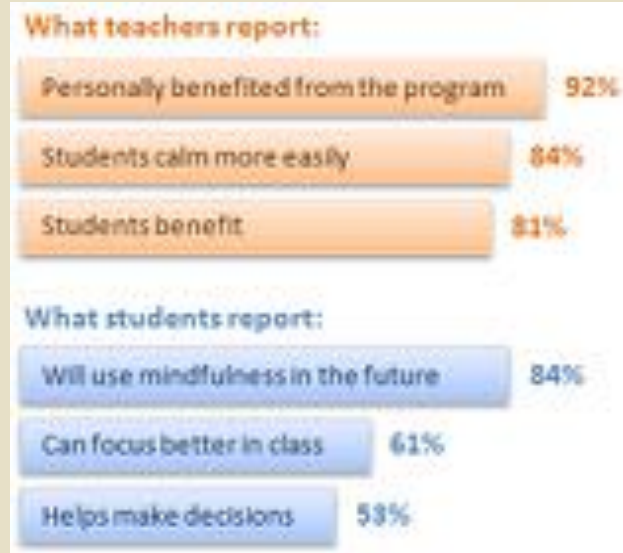 What teachers report:
Personally benefited from the program 92%
Students calm more easily 84%
Students benefit 81%
What students report:
Will use mindfulness in the future 84%
Can focus better in class 61%
Helps make decisions 53%